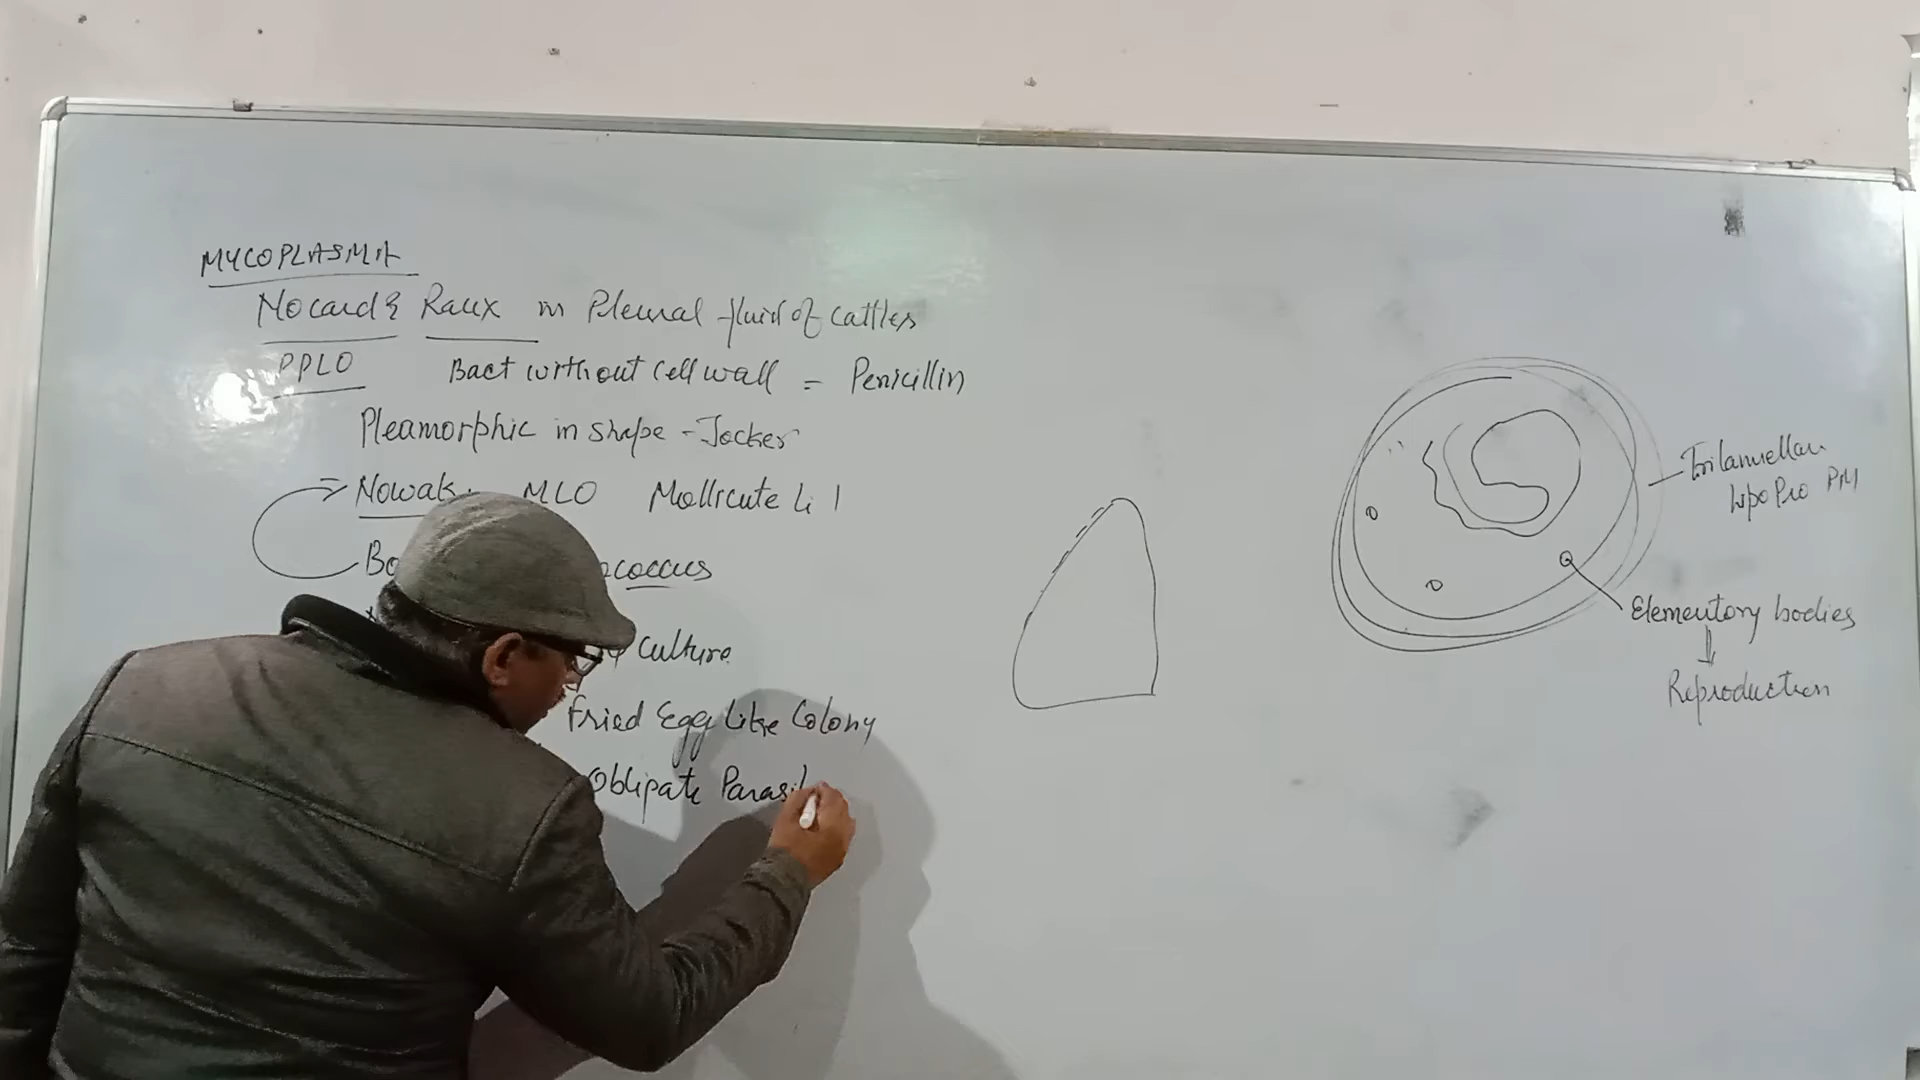 MYCOPLASMA
Nocard & Raux in Pleural fluid of cattles
PPLO Bact without Cell wall = Penicillin
Pleamorphic in shape - Jocker
Nowak MLO Mollicute
Bo coccus
Culture
Fried Egg Like Colony
Obligate Parasit
Trilamellar
Lipo Pro PM
Elementory bodies
Reproduction